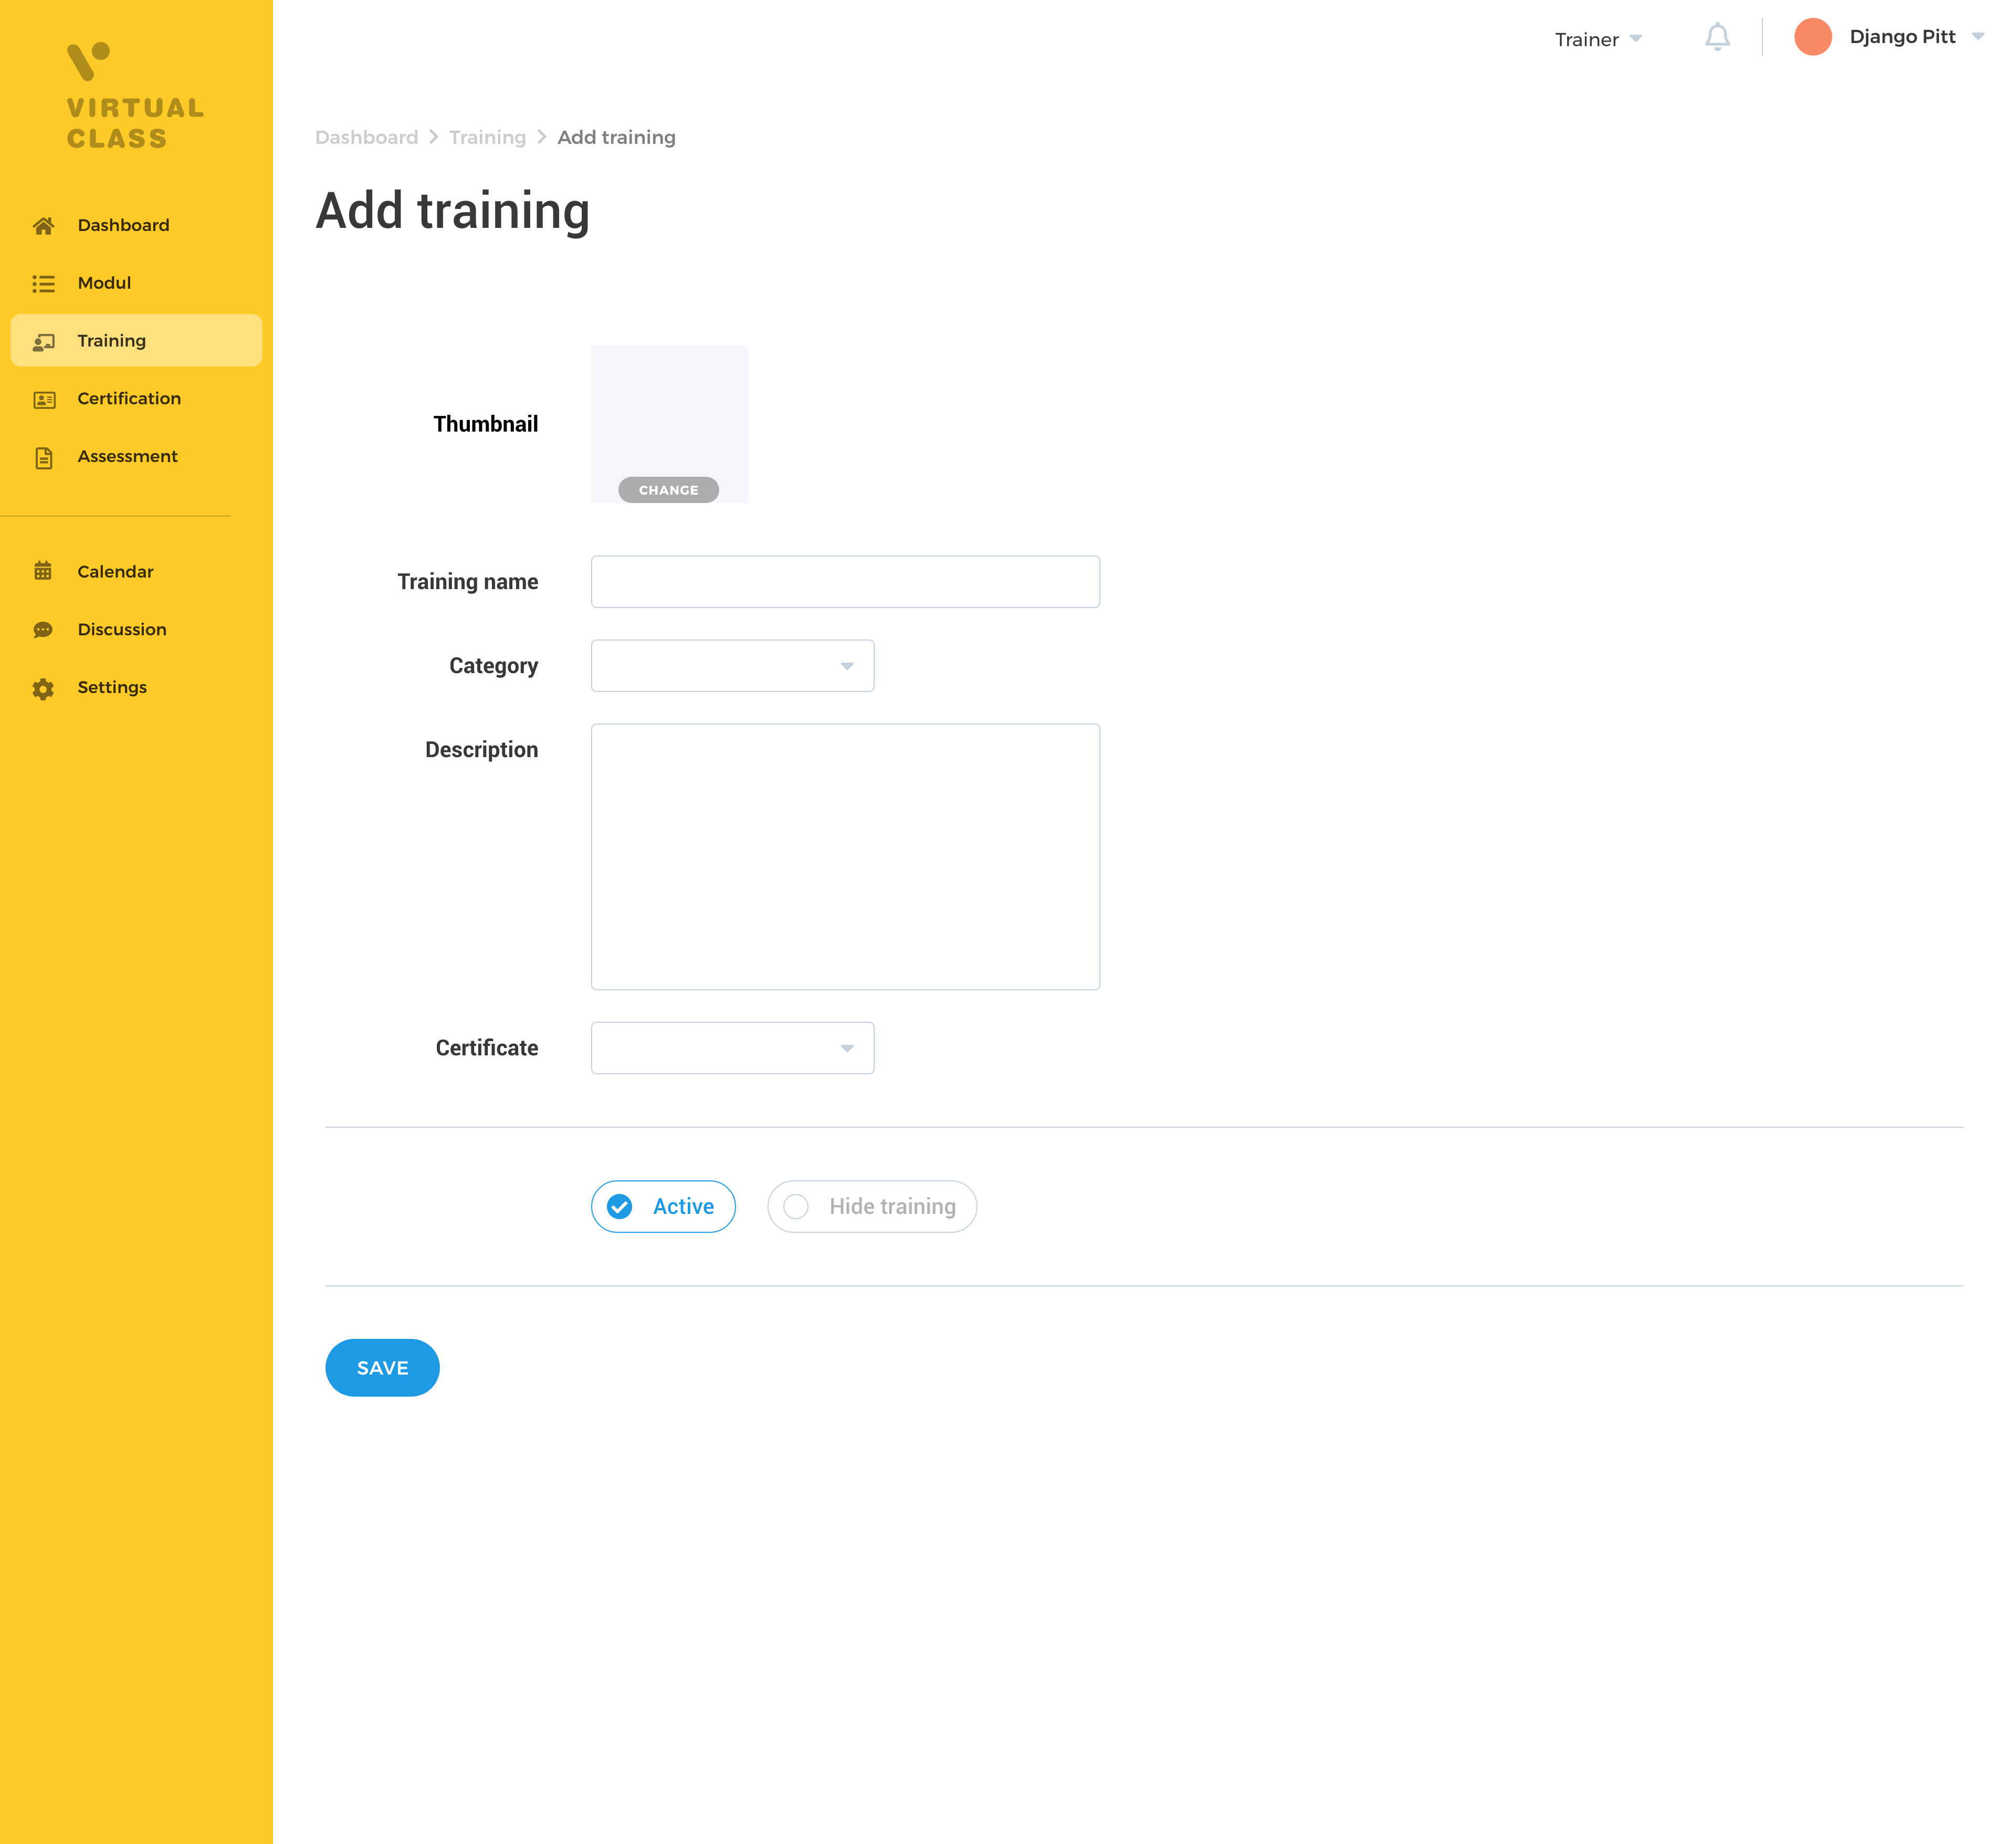 VIRTUAL
CLASS
Dashboard
Modul
Training
Certification
Assessment
Calendar
Discussion
Settings
Trainer
Django Pitt
Dashboard > Training > Add training
Add training
Thumbnail
CHANGE
Training name
Category
Description
Certificate
Active
Hide training
SAVE